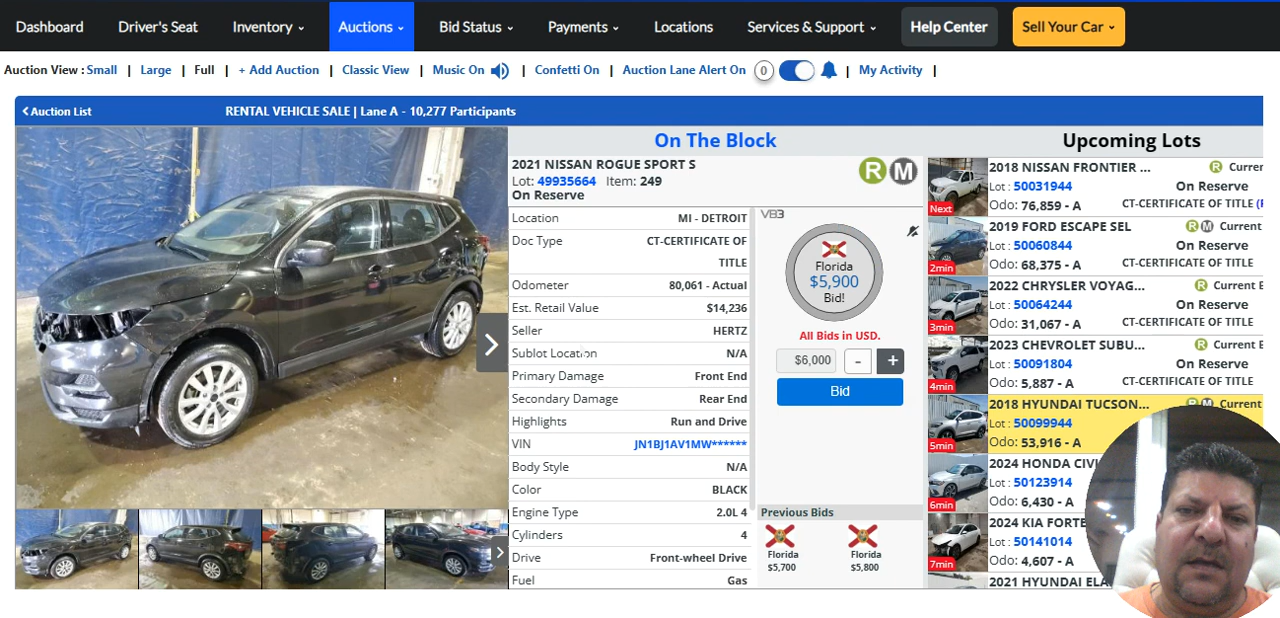 Dashboard Driver's Seat Inventory Auctions Bid Status Payments Locations Services & Support Help Center Sell Your Car
Auction View : Small | Large | Full | + Add Auction | Classic View | Music On | Confetti On | Auction Lane Alert On 0 | My Activity |
Auction List RENTAL VEHICLE SALE | Lane A - 10,277 Participants
On The Block
2021 NISSAN ROGUE SPORT S
Lot: 49935664 Item: 249
On Reserve
R M
Location MI - DETROIT
Doc Type CT-CERTIFICATE OF
TITLE
Odometer 80,061 - Actual
Est. Retail Value $14,236
Seller HERTZ
Sublot Location N/A
Primary Damage Front End
Secondary Damage Rear End
Highlights Run and Drive
VIN JN1BJ1AV1MW******
Body Style N/A
Color BLACK
Engine Type 2.0L 4
Cylinders 4
Drive Front-wheel Drive
Fuel Gas
VB3
Florida
$5,900
Bid!
All Bids in USD.
$6,000 - +
Bid
Previous Bids
Florida Florida
$5,700 $5,800
Upcoming Lots
2018 NISSAN FRONTIER ... R
Lot : 50031944 On Reserve
Next Odo: 76,859 - A CT-CERTIFICATE OF TITLE
2019 FORD ESCAPE SEL R M Current
Lot : 50060844 On Reserve
2min Odo: 68,375 - A CT-CERTIFICATE OF TITLE
2022 CHRYSLER VOYAG... R Current
Lot : 50064244 On Reserve
3min Odo: 31,067 - A CT-CERTIFICATE OF TITLE
2023 CHEVROLET SUBU... R Current
Lot : 50091804 On Reserve
4min Odo: 5,887 - A CT-CERTIFICATE OF TITLE
2018 HYUNDAI TUCSON... R M Current
Lot : 50099944
5min Odo: 53,916 - A
2024 HONDA
Lot : 50123914
6min Odo: 6,430 - A
2024 KIA FORTE
Lot : 50141014
7min Odo: 4,607 - A
2021 HYUNDAI